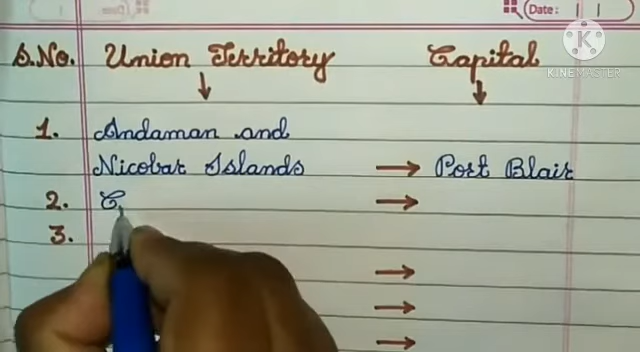 Date: | |
K
KINEMASTER
S.No. Union Territory Capital
1. Andaman and
Nicobar Islands → Port Blair
2. C →
3.
→
→
→